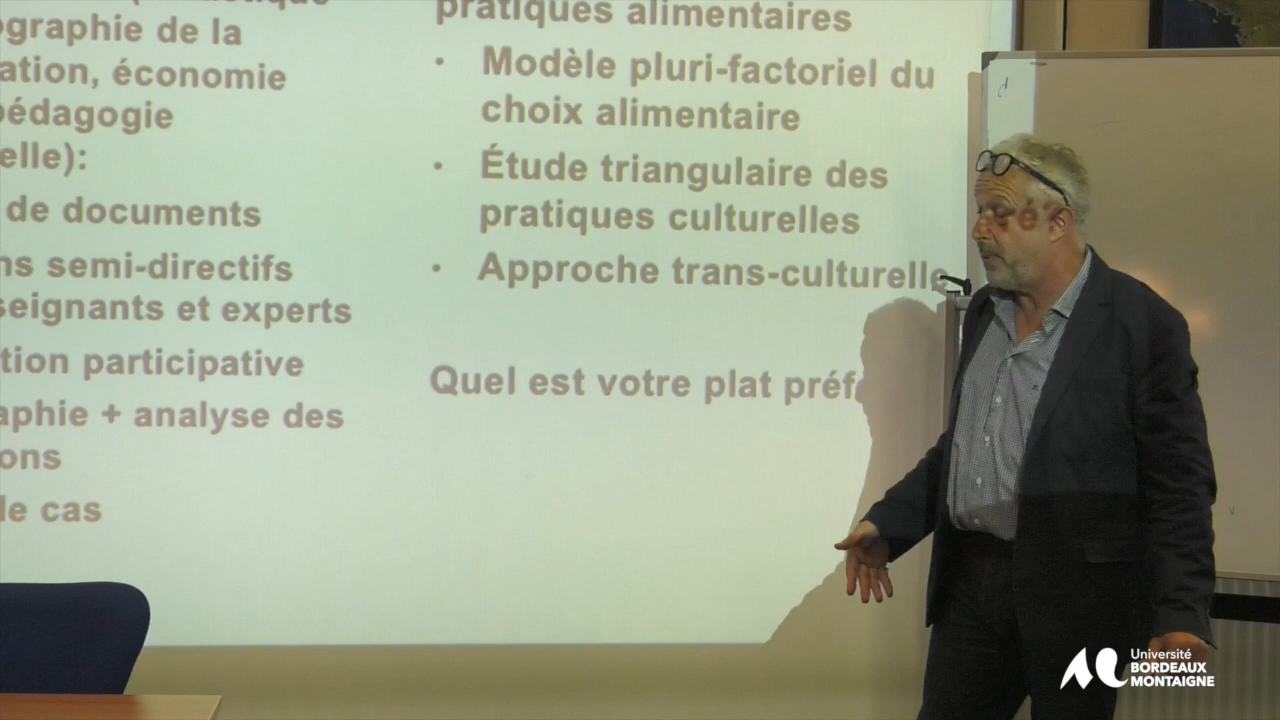 ographie de la
ation, économie
pédagogie
elle):
de documents
ns semi-directifs
seignants et experts
tion participative
aphie + analyse des
ons
de cas
pratiques alimentaires
• Modèle pluri-factoriel du
choix alimentaire
• Étude triangulaire des
pratiques culturelles
• Approche trans-culturelle
Quel est votre plat préf
Université
BORDEAUX
MONTAIGNE